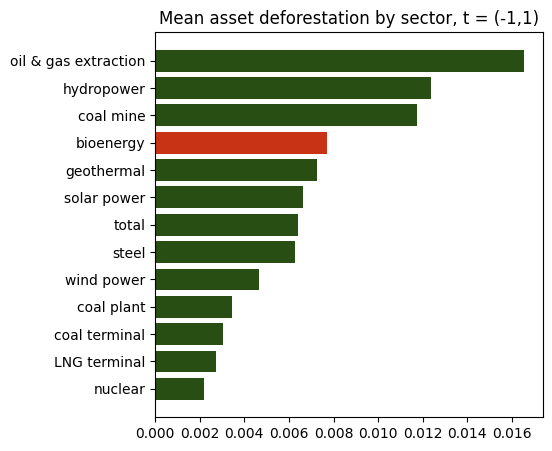 Mean asset deforestation by sector, t = (-1,1)
oil & gas extraction
hydropower
coal mine
bioenergy
geothermal
solar power
total
steel
wind power
coal plant
coal terminal
LNG terminal
nuclear
0.000 0.002 0.004 0.006 0.008 0.010 0.012 0.014 0.016